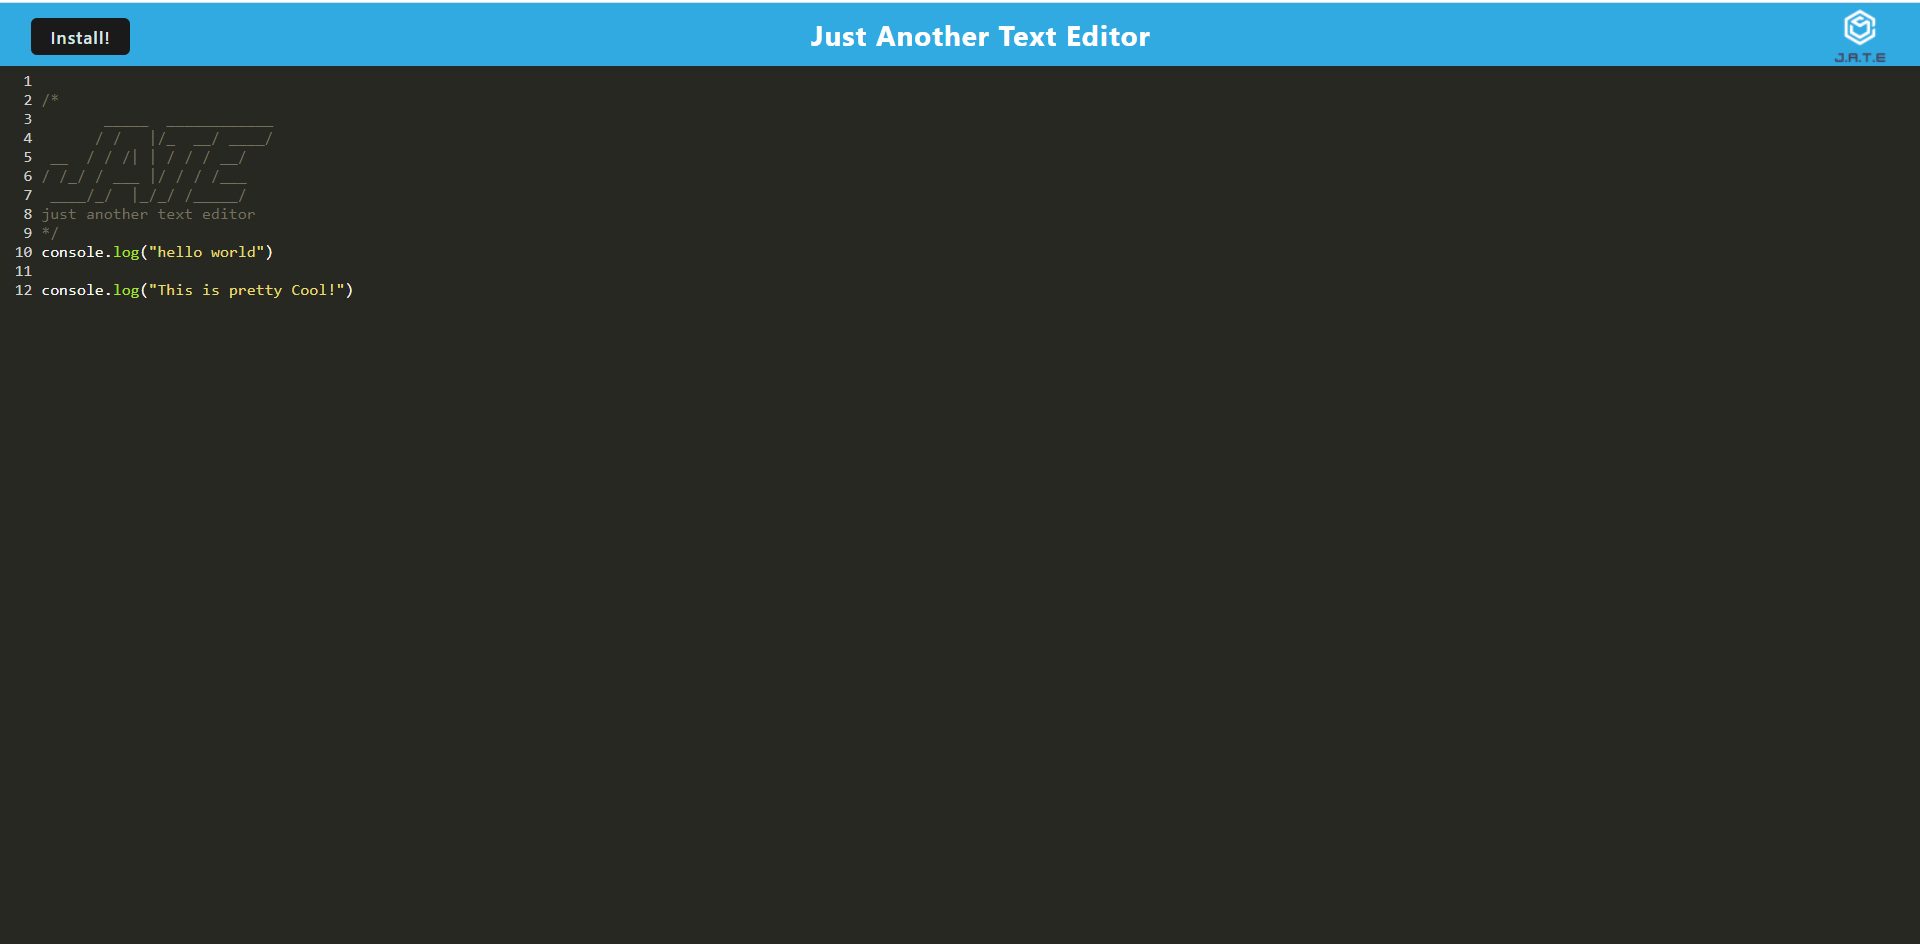 Install!
Just Another Text Editor
J.A.T.E
1
2 /*
3        _____  ____________
4       / /   |/_  __/ ____/
5  __  / / /| | / / / __/
6 / /_/ / ___ |/ / / /___
7  ____/_/  |_/_/ /_____/
8 just another text editor
9 */
10 console.log("hello world")
11
12 console.log("This is pretty Cool!")